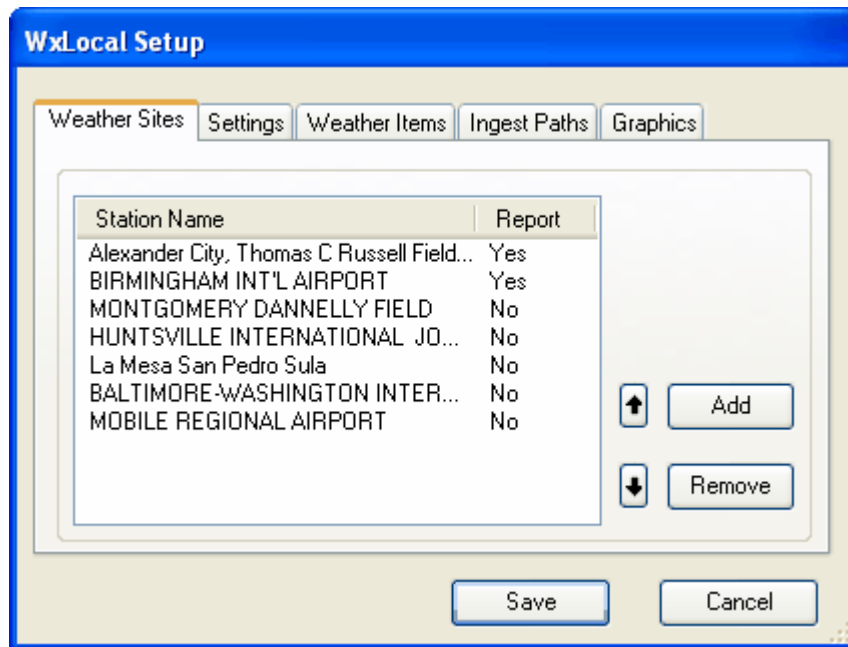 WxLocal Setup
Weather Sites Settings Weather Items Ingest Paths Graphics
Station Name Report
Alexander City, Thomas C Russell Field... Yes
BIRMINGHAM INT'L AIRPORT Yes
MONTGOMERY DANNELLY FIELD No
HUNTSVILLE INTERNATIONAL JO... No
La Mesa San Pedro Sula No
BALTIMORE-WASHINGTON INTER... No
MOBILE REGIONAL AIRPORT No
Add
Remove
Save Cancel